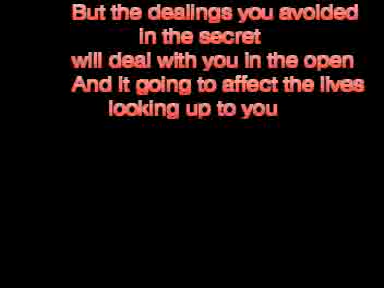 But the dealings you avoided
in the secret
will deal with you in the open
And it going to affect the lives
looking up to you